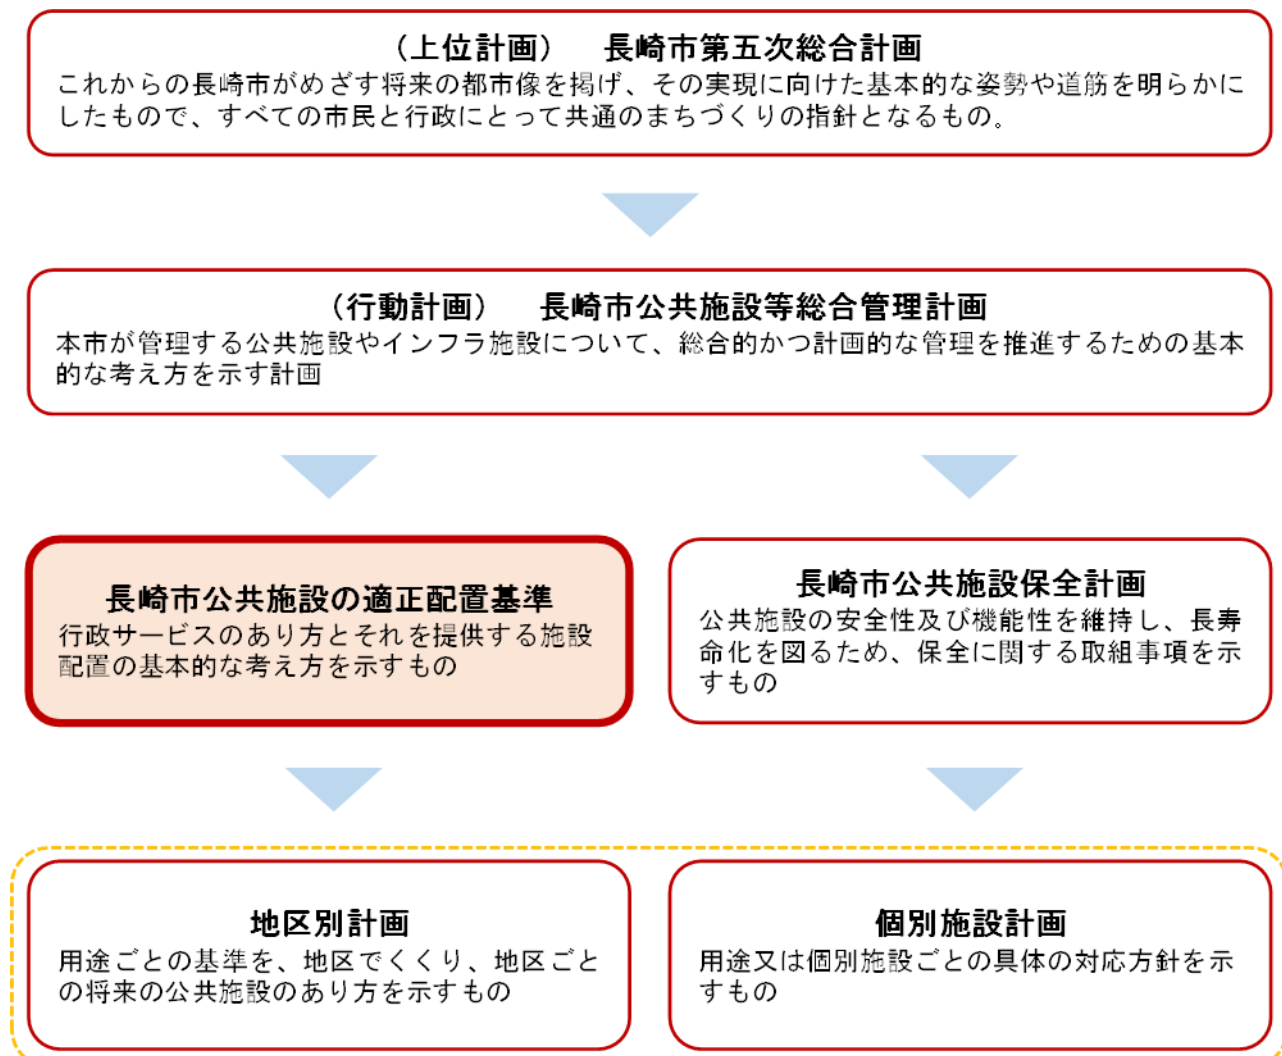 (上位計画) 長崎市第五次総合計画
これからの長崎市がめざす将来の都市像を掲げ、その実現に向けた基本的な姿勢や道筋を明らかに
したもので、すべての市民と行政にとって共通のまちづくりの指針となるもの。
(行動計画) 長崎市公共施設等総合管理計画
本市が管理する公共施設やインフラ施設について、総合的かつ計画的な管理を推進するための基本
的な考え方を示す計画
長崎市公共施設の適正配置基準
行政サービスのあり方とそれを提供する施設
配置の基本的な考え方を示すもの
長崎市公共施設保全計画
公共施設の安全性及び機能性を維持し、長寿
命化を図るため、保全に関する取組事項を示
すもの
地区別計画
用途ごとの基準を、地区でくくり、地区ごと
の将来の公共施設のあり方を示すもの
個別施設計画
用途又は個別施設ごとの具体の対応方針を示
すもの